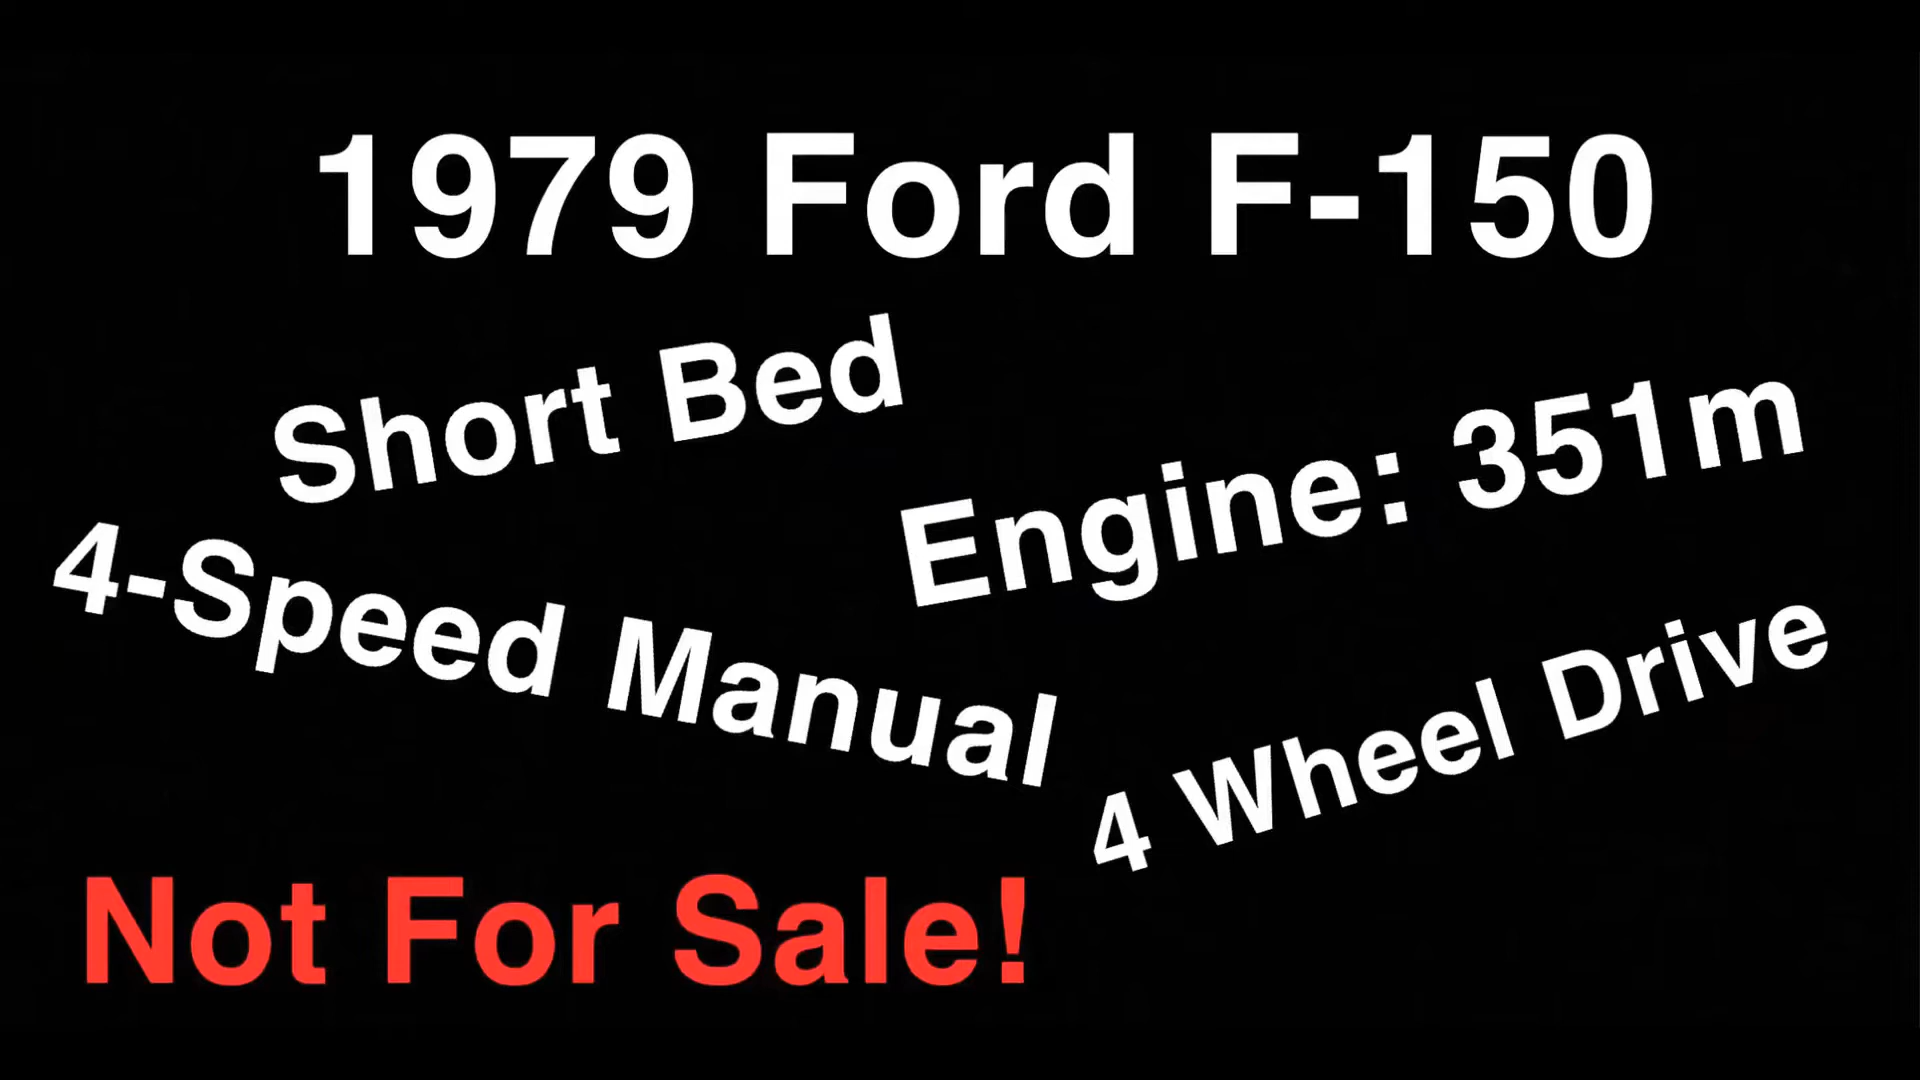 1979 Ford F-150
Short Bed
Engine: 351m
4-Speed Manual
4 Wheel Drive
Not For Sale!